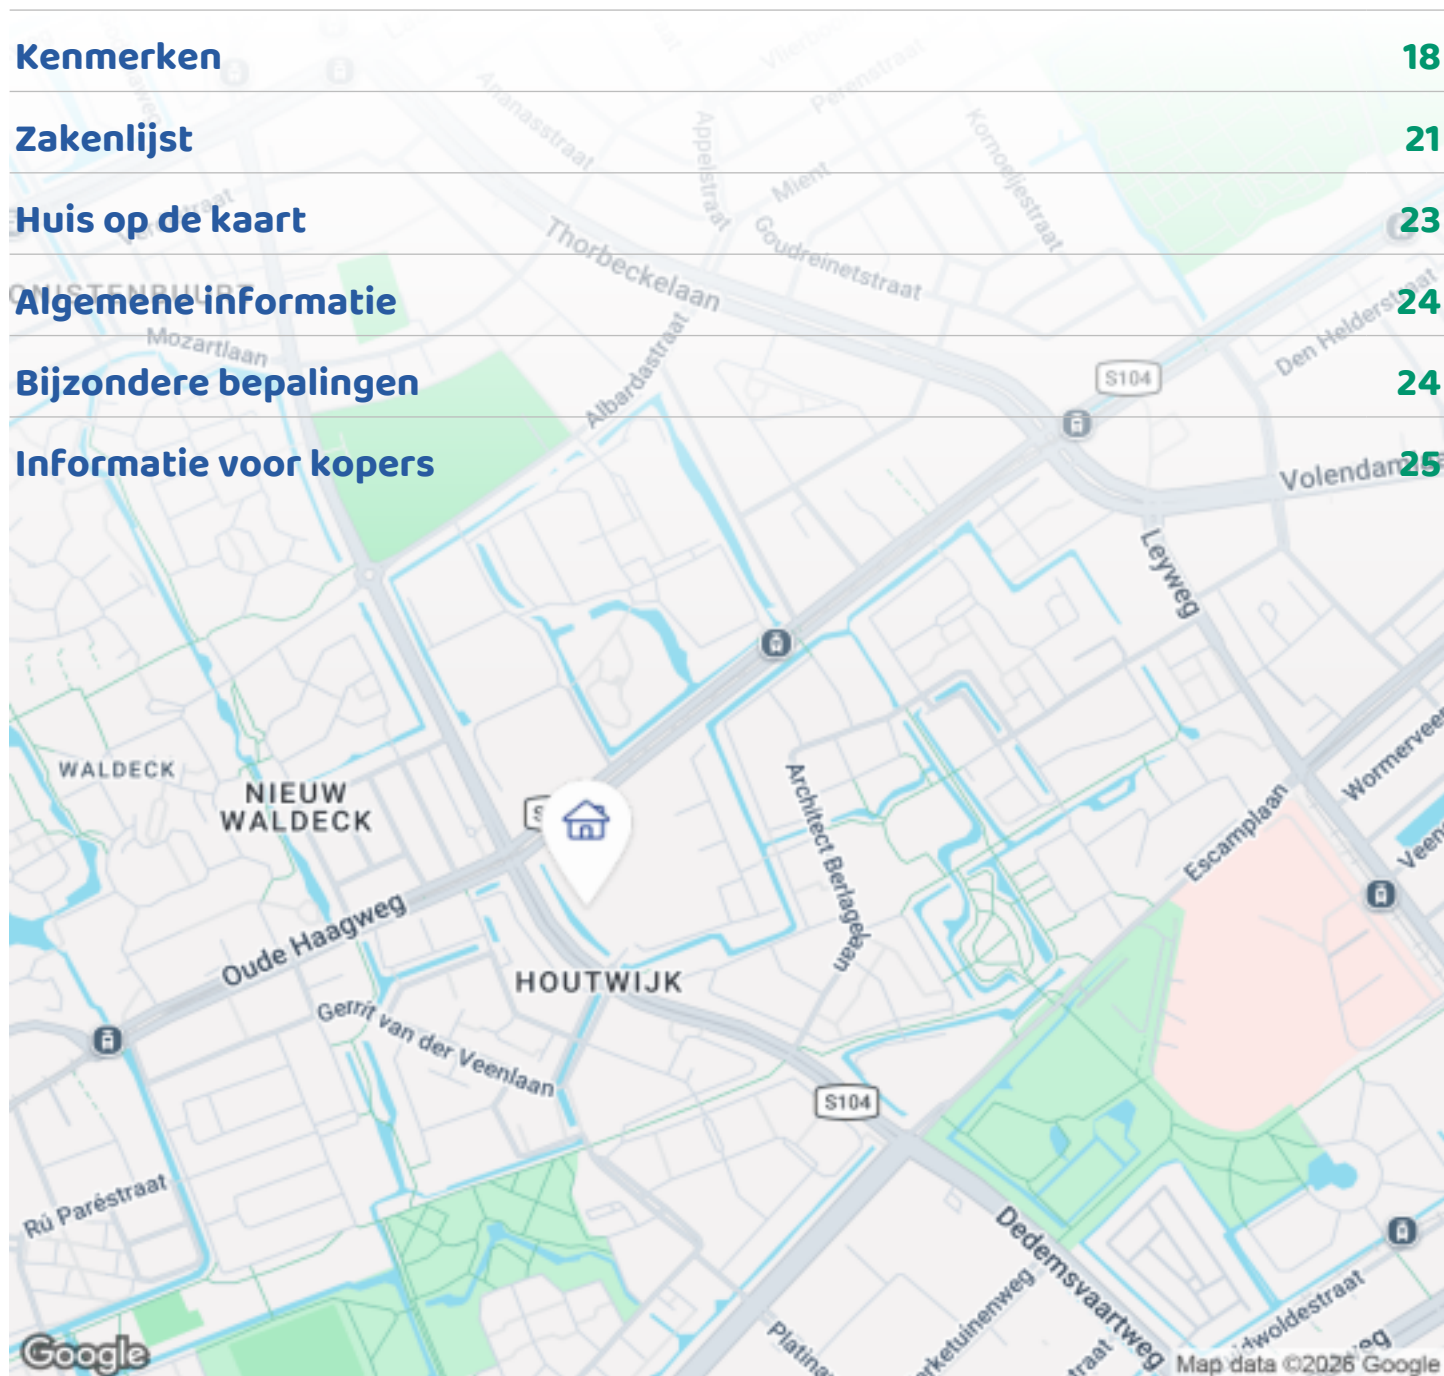 Kenmerken 18
Zakenlijst 21
Huis op de kaart 23
Algemene informatie 24
Bijzondere bepalingen 24
Informatie voor kopers 25
Ananasstraat
Appelstraat
Perenstraat
Mient
Kornoeljestraat
Goudreinetstraat
Thorbeckelaan
Den Helderstraat
Mozartlaan
Albardastraat
S104
Leyweg
WALDECK
NIEUW
WALDECK
Architect Berlagelaan
Escamplaan
Oude Haagweg
HOUTWIJK
Gerrit van der Veenlaan
S104
Rú Paréstraat
Dedemsvaartweg
Google
Map data ©2026 Google